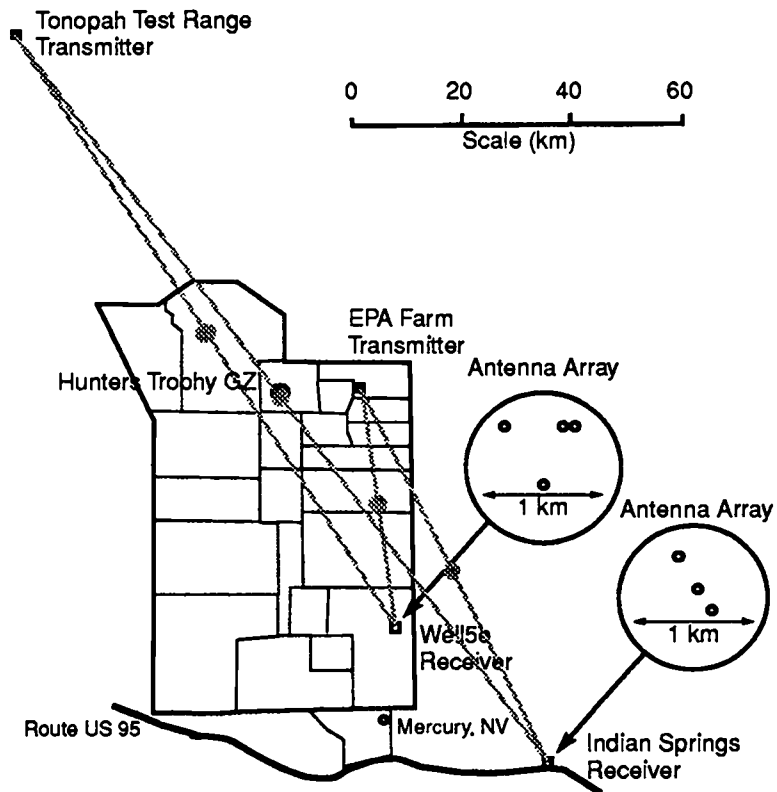 Tonopah Test Range
Transmitter
0 20 40 60
Scale (km)
EPA Farm
Transmitter
Hunters Trophy GZ
Antenna Array
1 km
Antenna Array
1 km
Well5b
Receiver
Route US 95
Mercury, NV
Indian Springs
Receiver